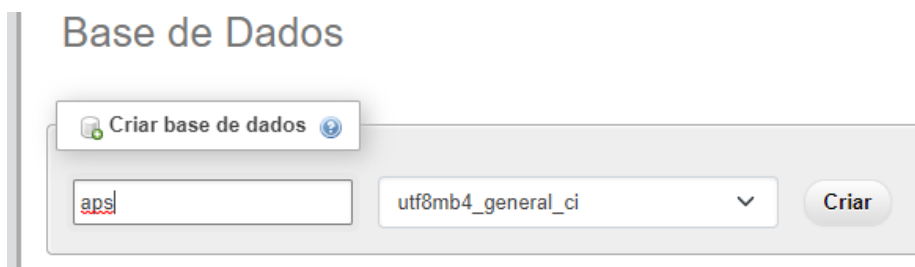 Base de Dados
Criar base de dados
aps utf8mb4_general_ci Criar